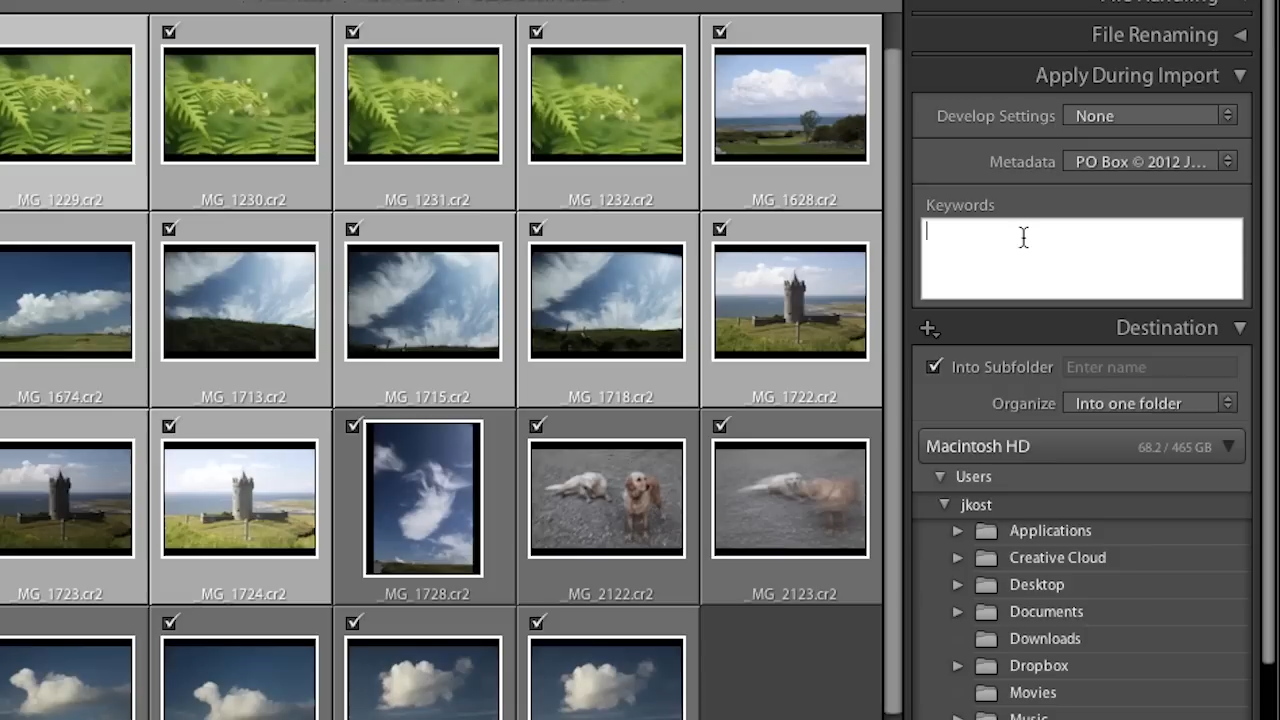 File Handling
File Renaming
Apply During Import
Develop Settings None
Metadata PO Box © 2012 J...
Keywords
Destination
Into Subfolder Enter name
Organize Into one folder
Macintosh HD 68.2 / 465 GB
Users
jkost
Applications
Creative Cloud
Desktop
Documents
Downloads
Dropbox
Movies
Music
_MG_1229.cr2 _MG_1230.cr2 _MG_1231.cr2 _MG_1232.cr2 _MG_1628.cr2
_MG_1674.cr2 _MG_1713.cr2 _MG_1715.cr2 _MG_1718.cr2 _MG_1722.cr2
_MG_1723.cr2 _MG_1724.cr2 _MG_1728.cr2 _MG_2122.cr2 _MG_2123.cr2